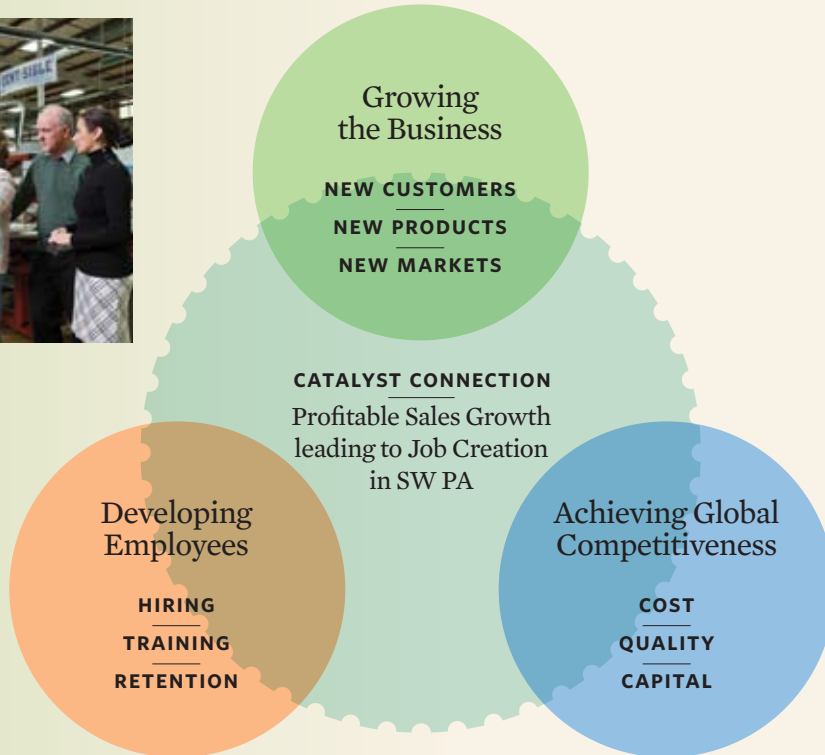 Growing
the Business
NEW CUSTOMERS
NEW PRODUCTS
NEW MARKETS
CATALYST CONNECTION
Profitable Sales Growth
leading to Job Creation
in SW PA
Developing
Employees
HIRING
TRAINING
RETENTION
Achieving Global
Competitiveness
COST
QUALITY
CAPITAL